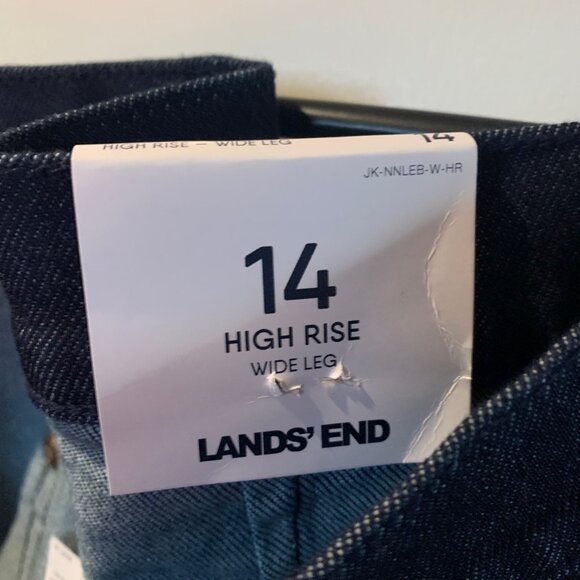 HIGH RISE — WIDE LEG 14
JK-NNLEB-W-HR
14
HIGH RISE
WIDE LEG
LANDS' END